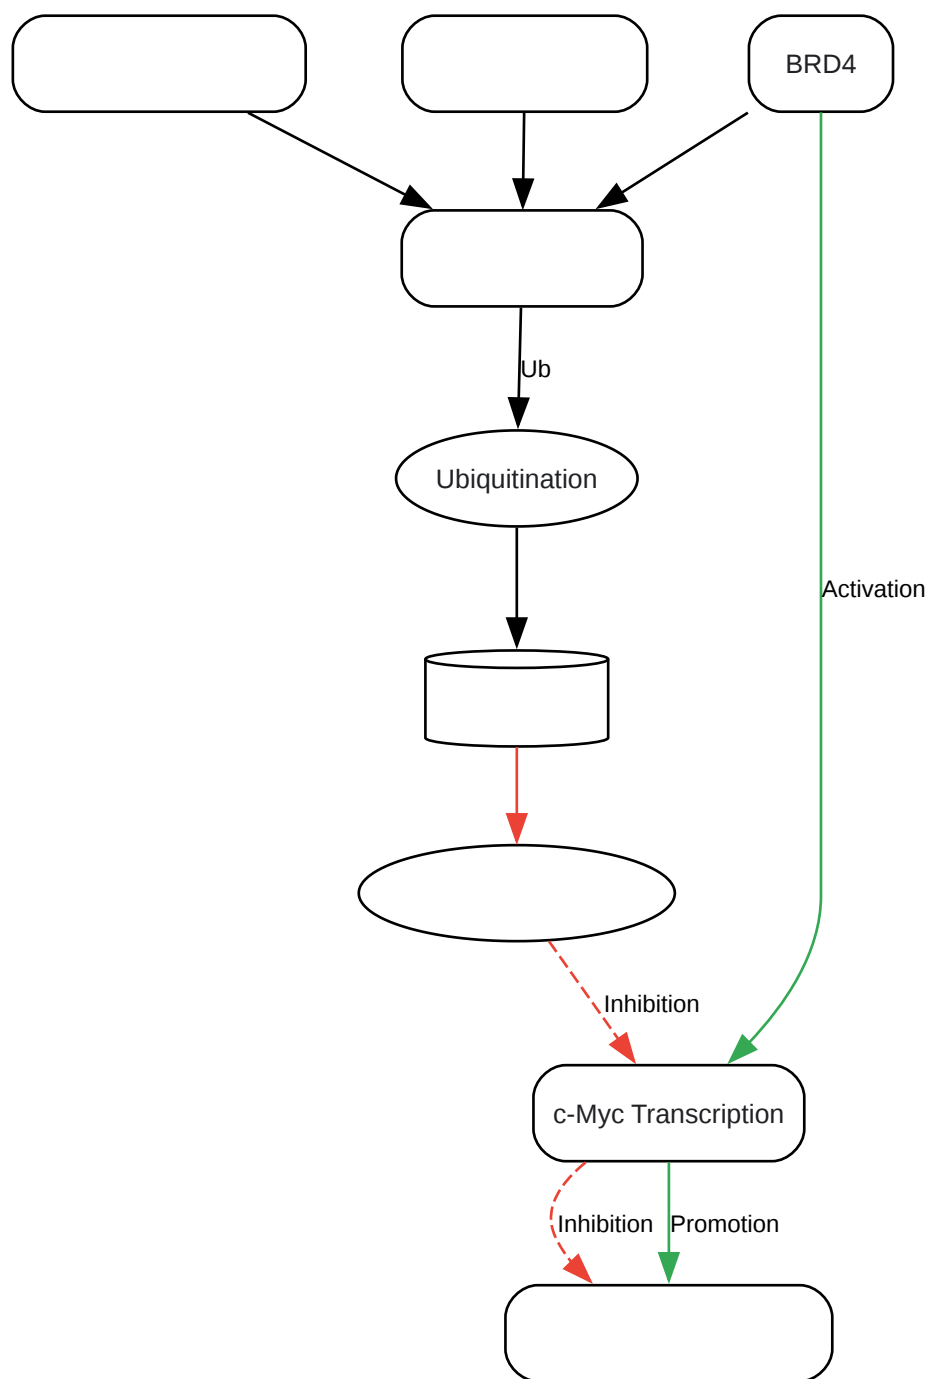 BRD4
Ub
Ubiquitination
Activation
Inhibition
c-Myc Transcription
Inhibition
Promotion